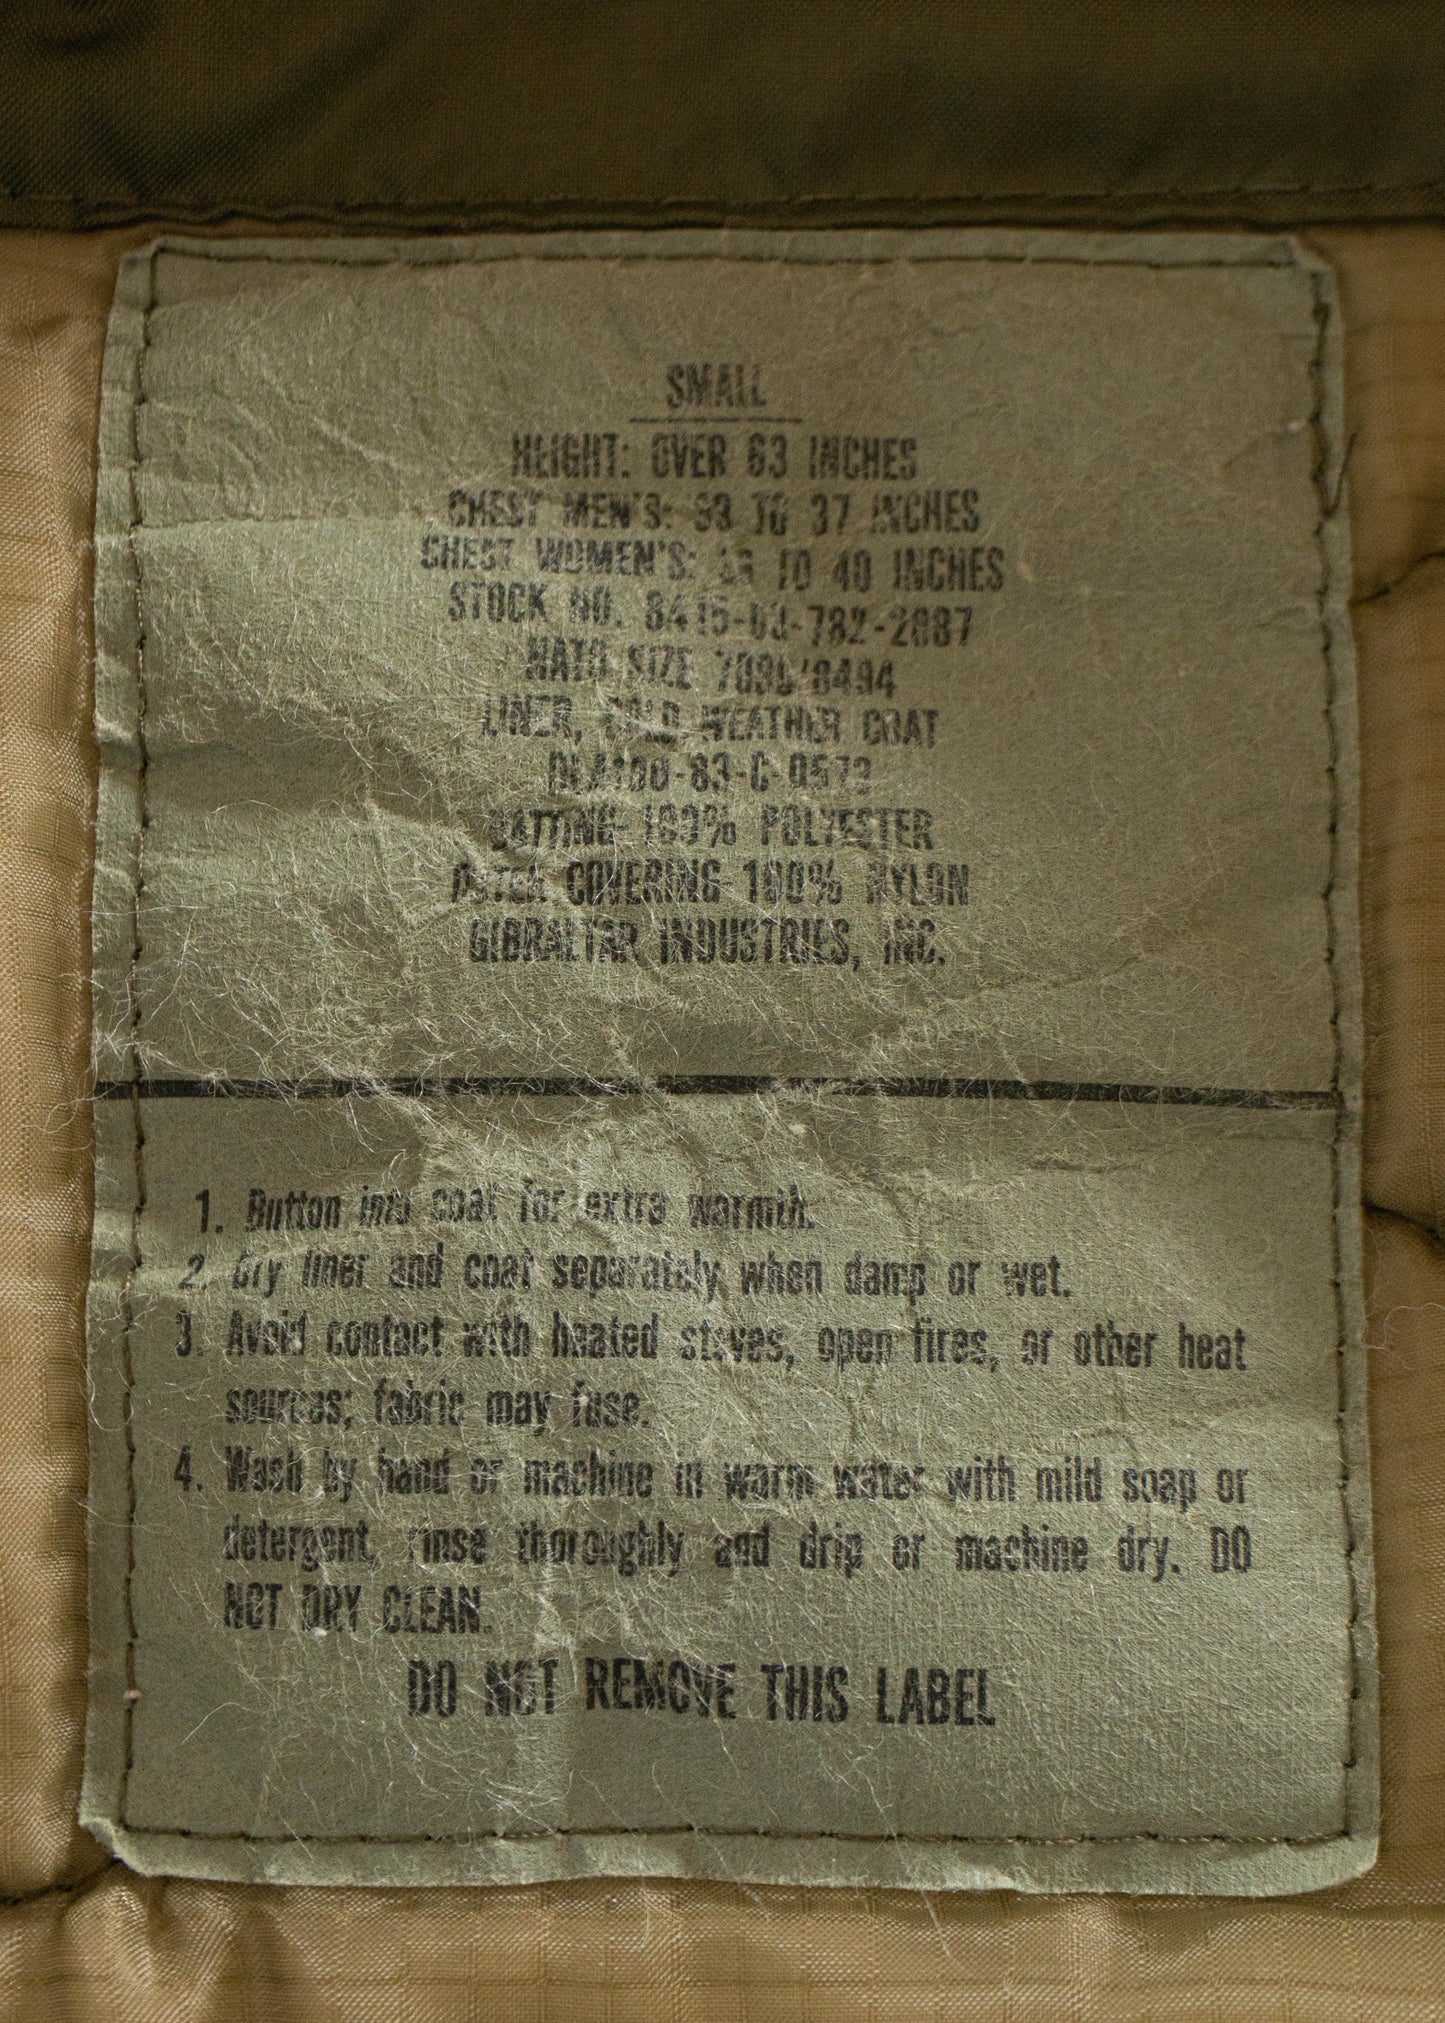 SMALL
HEIGHT: OVER 63 INCHES
CHEST MEN'S: 33 TO 37 INCHES
CHEST WOMEN'S: TO 40 INCHES
STOCK NO. 8415-00-782-2887
NATO SIZE
LINER, COLD WEATHER COAT
DLA100-83-C-0573
BATTING 100% POLYESTER
OUTER COVERING 100% NYLON
GIBRALTAR INDUSTRIES, INC.
1. Button into coat for extra warmth.
2. Dry liner and coat separately when damp or wet.
3. Avoid contact with heated stoves, open fires, or other heat
sources; fabric may fuse.
4. Wash by hand or machine in warm water with mild soap or
detergent, rinse thoroughly and drip or machine dry. DO
NOT DRY CLEAN.
DO NOT REMOVE THIS LABEL